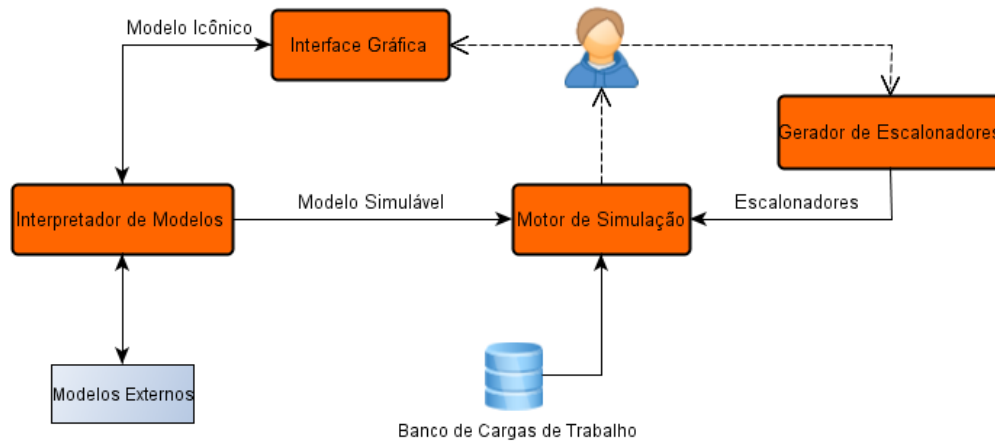 Modelo Icônico
Interface Gráfica
Gerador de Escalonadores
Interpretador de Modelos
Modelo Simulável
Motor de Simulação
Escalonadores
Modelos Externos
Banco de Cargas de Trabalho